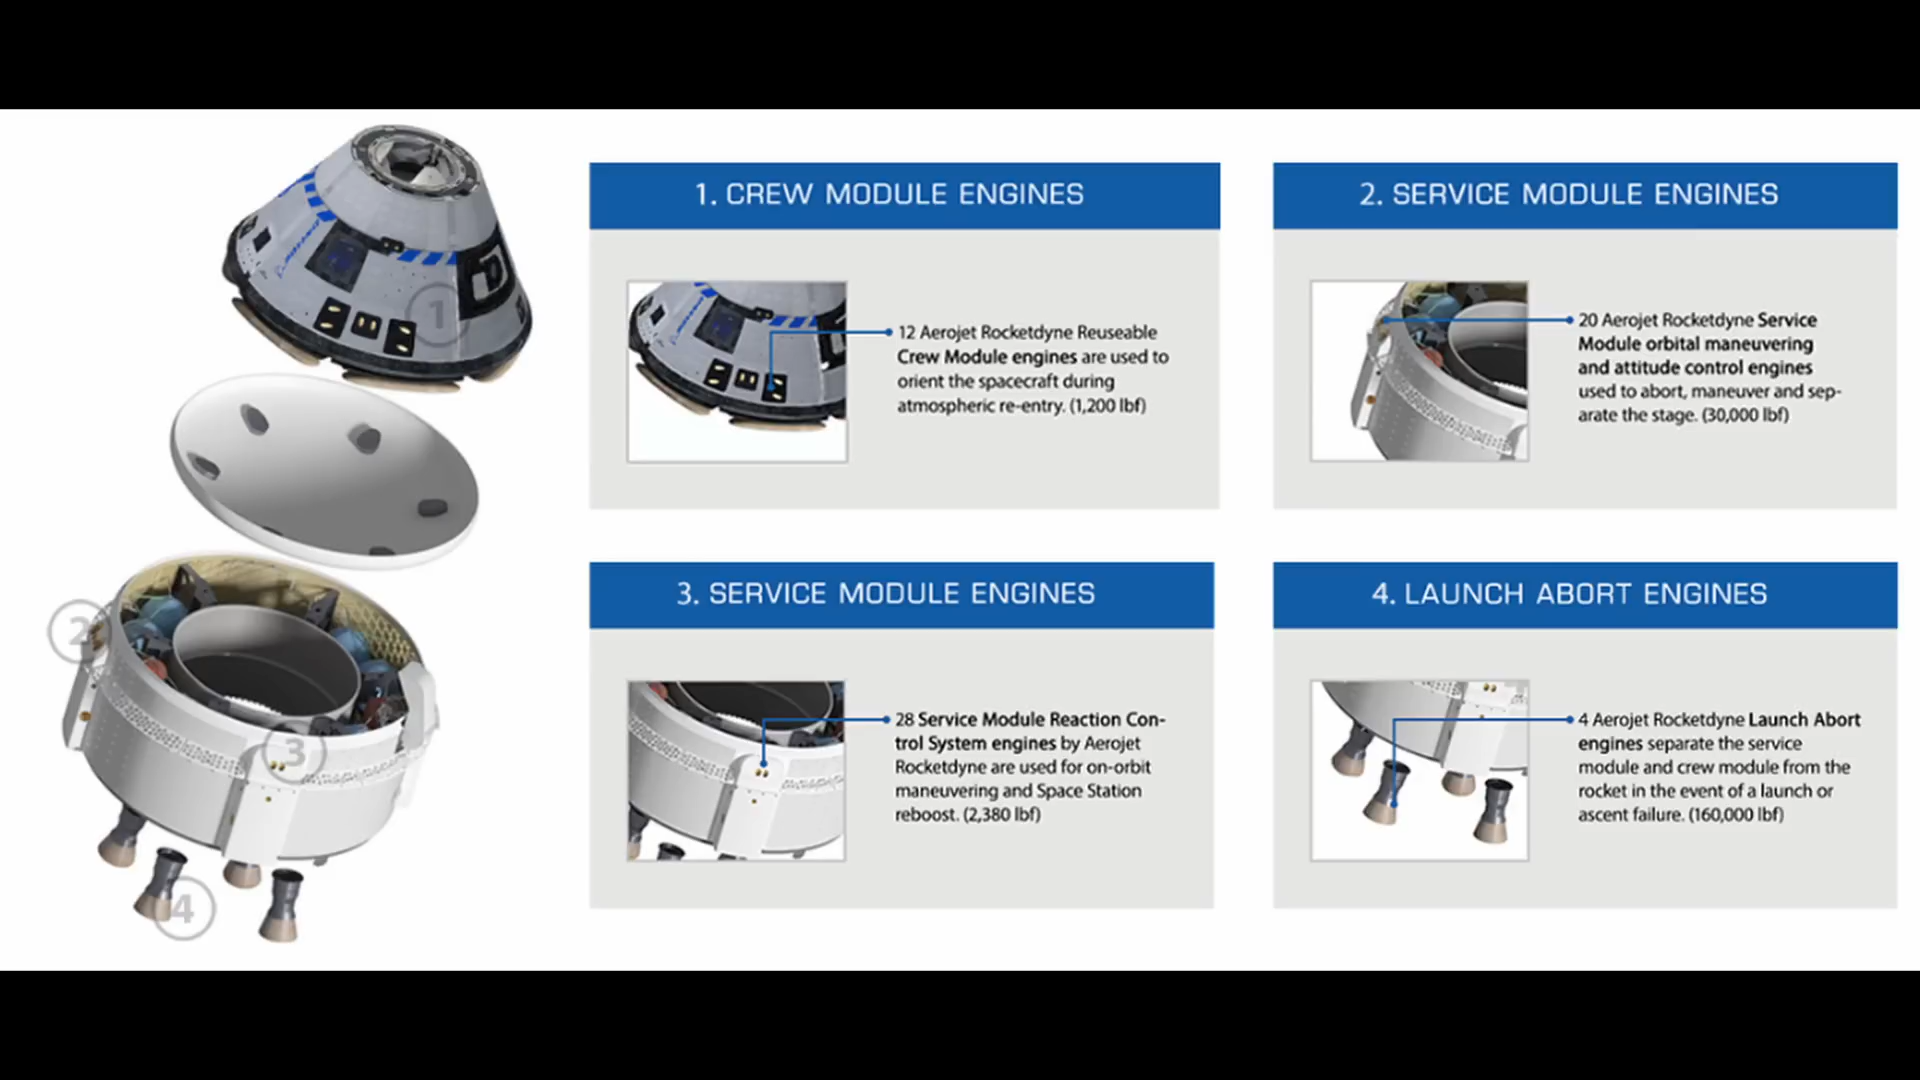 1. CREW MODULE ENGINES
12 Aerojet Rocketdyne Reuseable
Crew Module engines are used to
orient the spacecraft during
atmospheric re-entry. (1,200 lbf)
2. SERVICE MODULE ENGINES
20 Aerojet Rocketdyne Service
Module orbital maneuvering
and attitude control engines
used to abort, maneuver and sep-
arate the stage. (30,000 lbf)
3. SERVICE MODULE ENGINES
28 Service Module Reaction Con-
trol System engines by Aerojet
Rocketdyne are used for on-orbit
maneuvering and Space Station
reboost. (2,380 lbf)
4. LAUNCH ABORT ENGINES
4 Aerojet Rocketdyne Launch Abort
engines separate the service
module and crew module from the
rocket in the event of a launch or
ascent failure. (160,000 lbf)
1
2
3
4